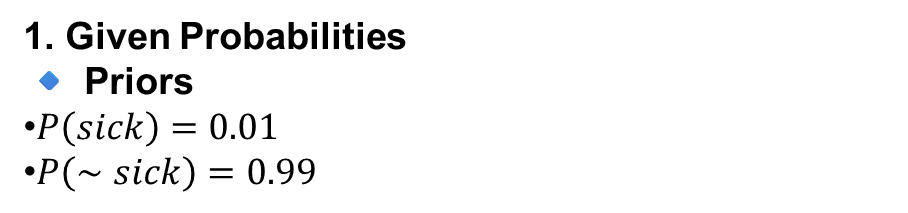 1. Given Probabilities
🔹 Priors
•P(sick) = 0.01
•P(~ sick) = 0.99